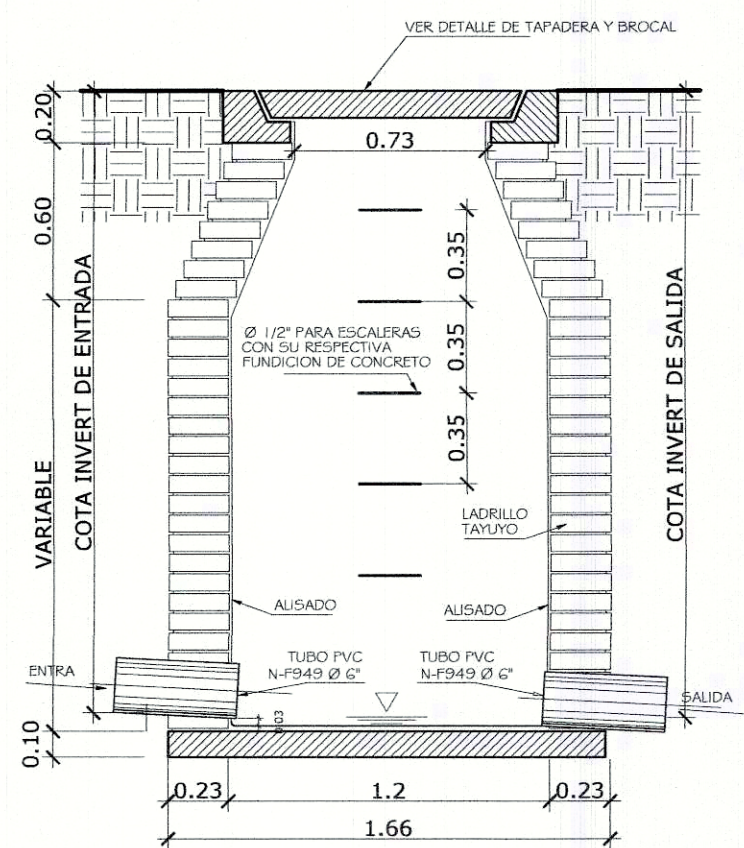 VER DETALLE DE TAPADERA Y BROCAL
0.20
0.73
0.60
0.35
COTA INVERT DE ENTRADA
Ø 1/2" PARA ESCALERAS
CON SU RESPECTIVA
FUNDICION DE CONCRETO
0.35
COTA INVERT DE SALIDA
0.35
VARIABLE
LADRILLO
TAYUYO
ALISADO
ALISADO
ENTRA
TUBO PVC
N-F949 Ø 6"
TUBO PVC
N-F949 Ø 6"
SALIDA
0.03
0.10
0.23
1.2
0.23
1.66